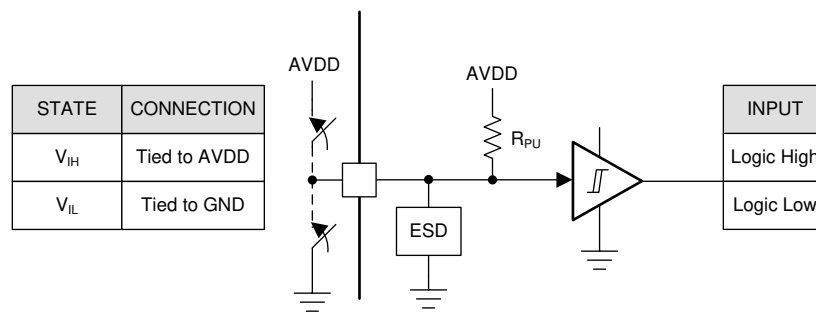 STATE CONNECTION
V_IH Tied to AVDD
V_IL Tied to GND
AVDD
AVDD
R_PU
ESD
INPUT
Logic High
Logic Low